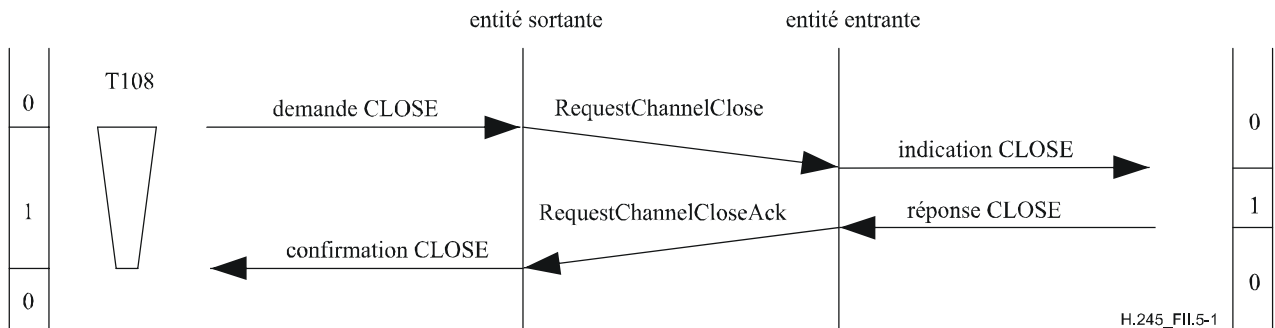 entité sortante
entité entrante
T108
0
demande CLOSE
RequestChannelClose
0
indication CLOSE
1
RequestChannelCloseAck
réponse CLOSE
1
confirmation CLOSE
0
0
H.245_FII.5-1